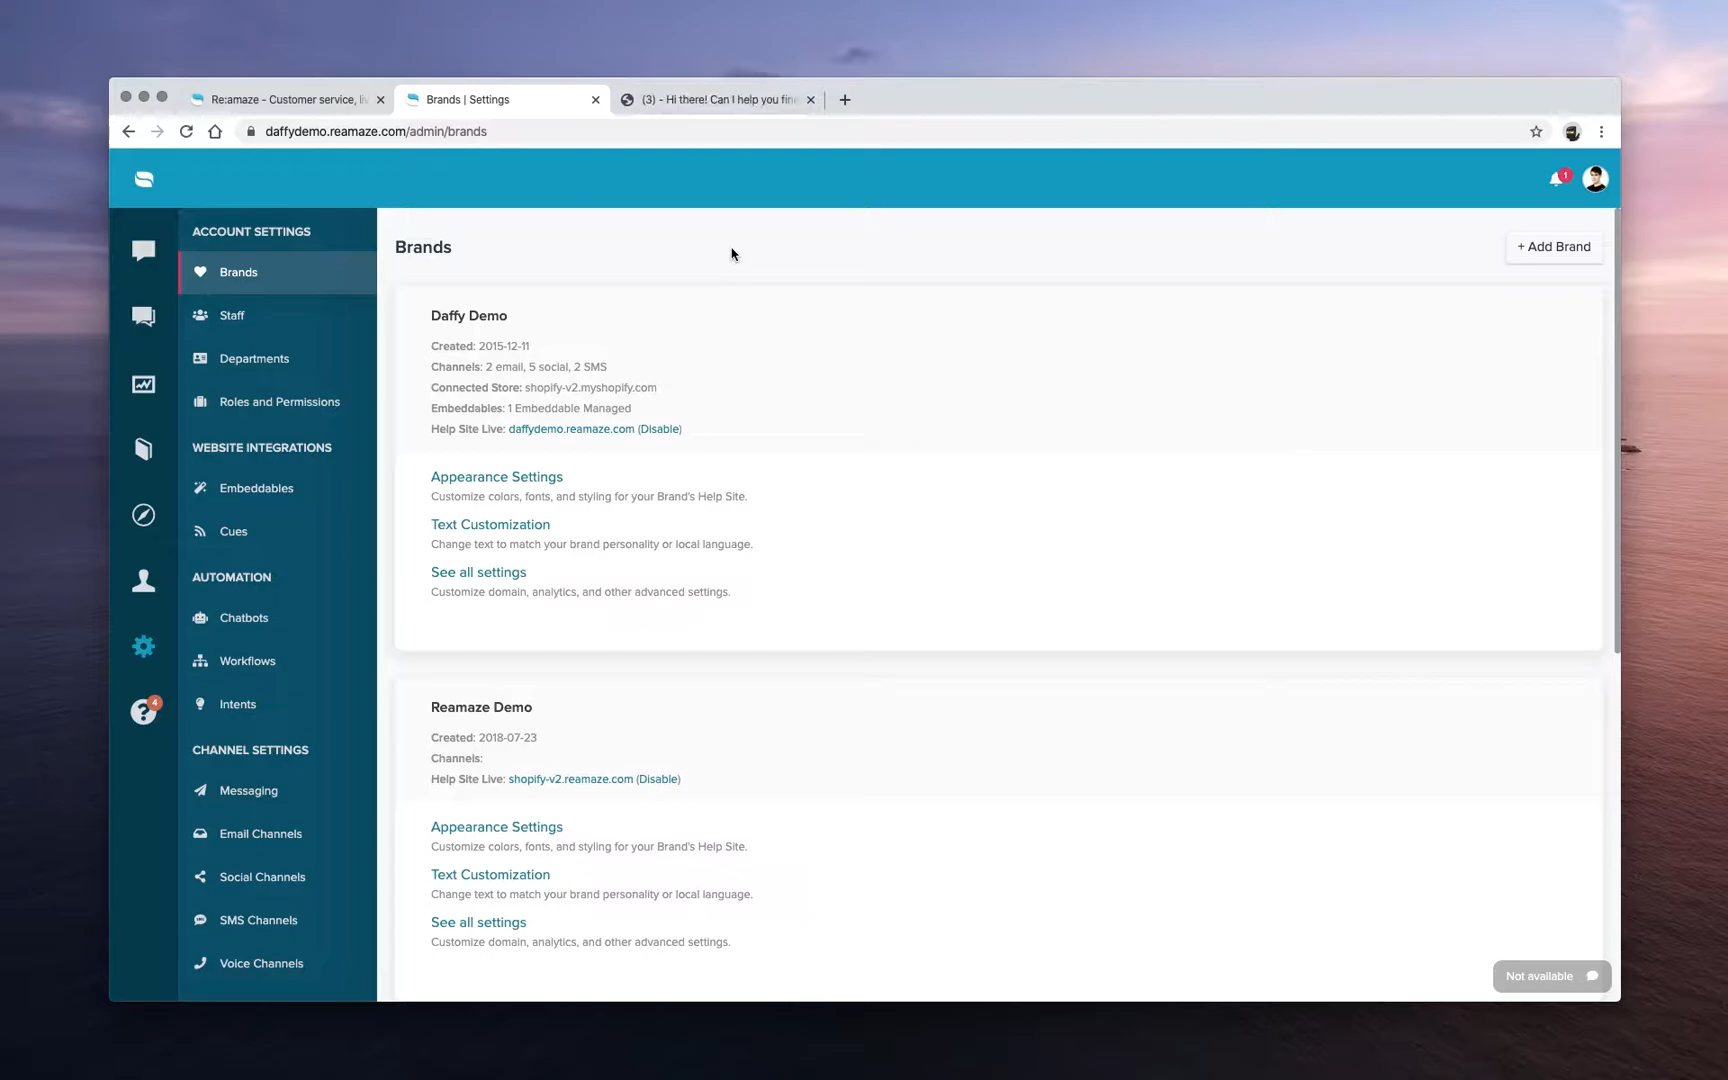 Re:amaze - Customer service, li
Brands | Settings
(3) - Hi there! Can I help you fin
daffydemo.reamaze.com/admin/brands
1
ACCOUNT SETTINGS
Brands
Staff
Departments
Roles and Permissions
WEBSITE INTEGRATIONS
Embeddables
Cues
AUTOMATION
Chatbots
Workflows
Intents
CHANNEL SETTINGS
Messaging
Email Channels
Social Channels
SMS Channels
Voice Channels
4
Brands
+ Add Brand
Daffy Demo
Created: 2015-12-11
Channels: 2 email, 5 social, 2 SMS
Connected Store: shopify-v2.myshopify.com
Embeddables: 1 Embeddable Managed
Help Site Live: daffydemo.reamaze.com (Disable)
Appearance Settings
Customize colors, fonts, and styling for your Brand's Help Site.
Text Customization
Change text to match your brand personality or local language.
See all settings
Customize domain, analytics, and other advanced settings.
Reamaze Demo
Created: 2018-07-23
Channels:
Help Site Live: shopify-v2.reamaze.com (Disable)
Appearance Settings
Customize colors, fonts, and styling for your Brand's Help Site.
Text Customization
Change text to match your brand personality or local language.
See all settings
Customize domain, analytics, and other advanced settings.
Not available